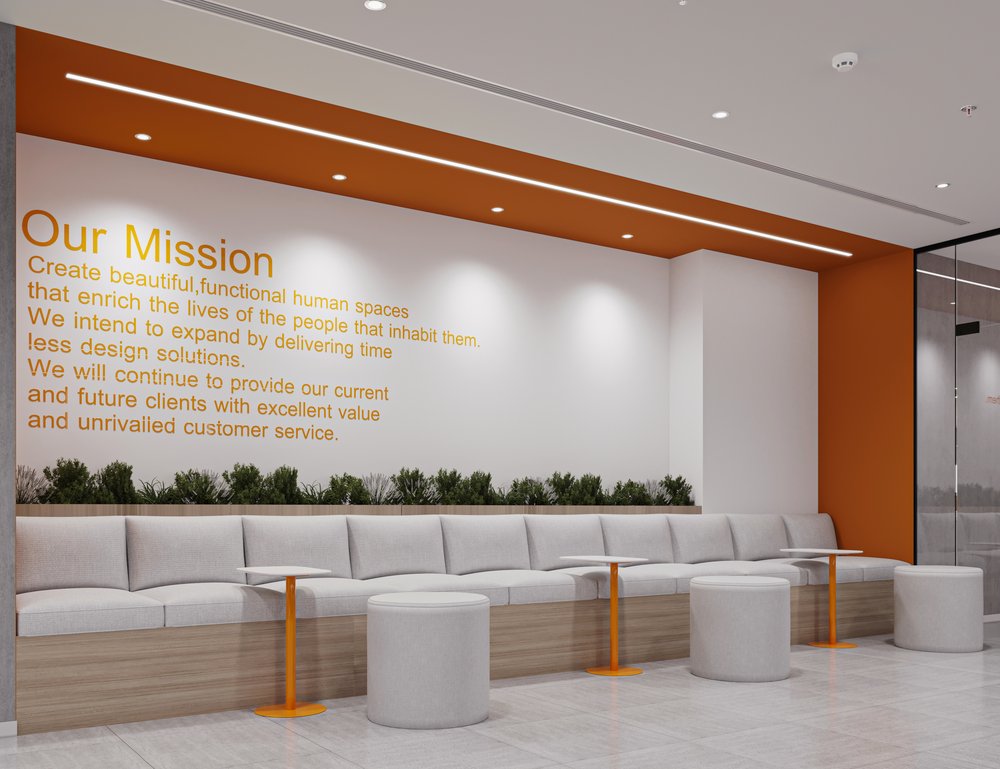 Our Mission
Create beautiful,functional human spaces
that enrich the lives of the people that inhabit them.
We intend to expand by delivering time
less design solutions.
We will continue to provide our current
and future clients with excellent value
and unrivalled customer service.